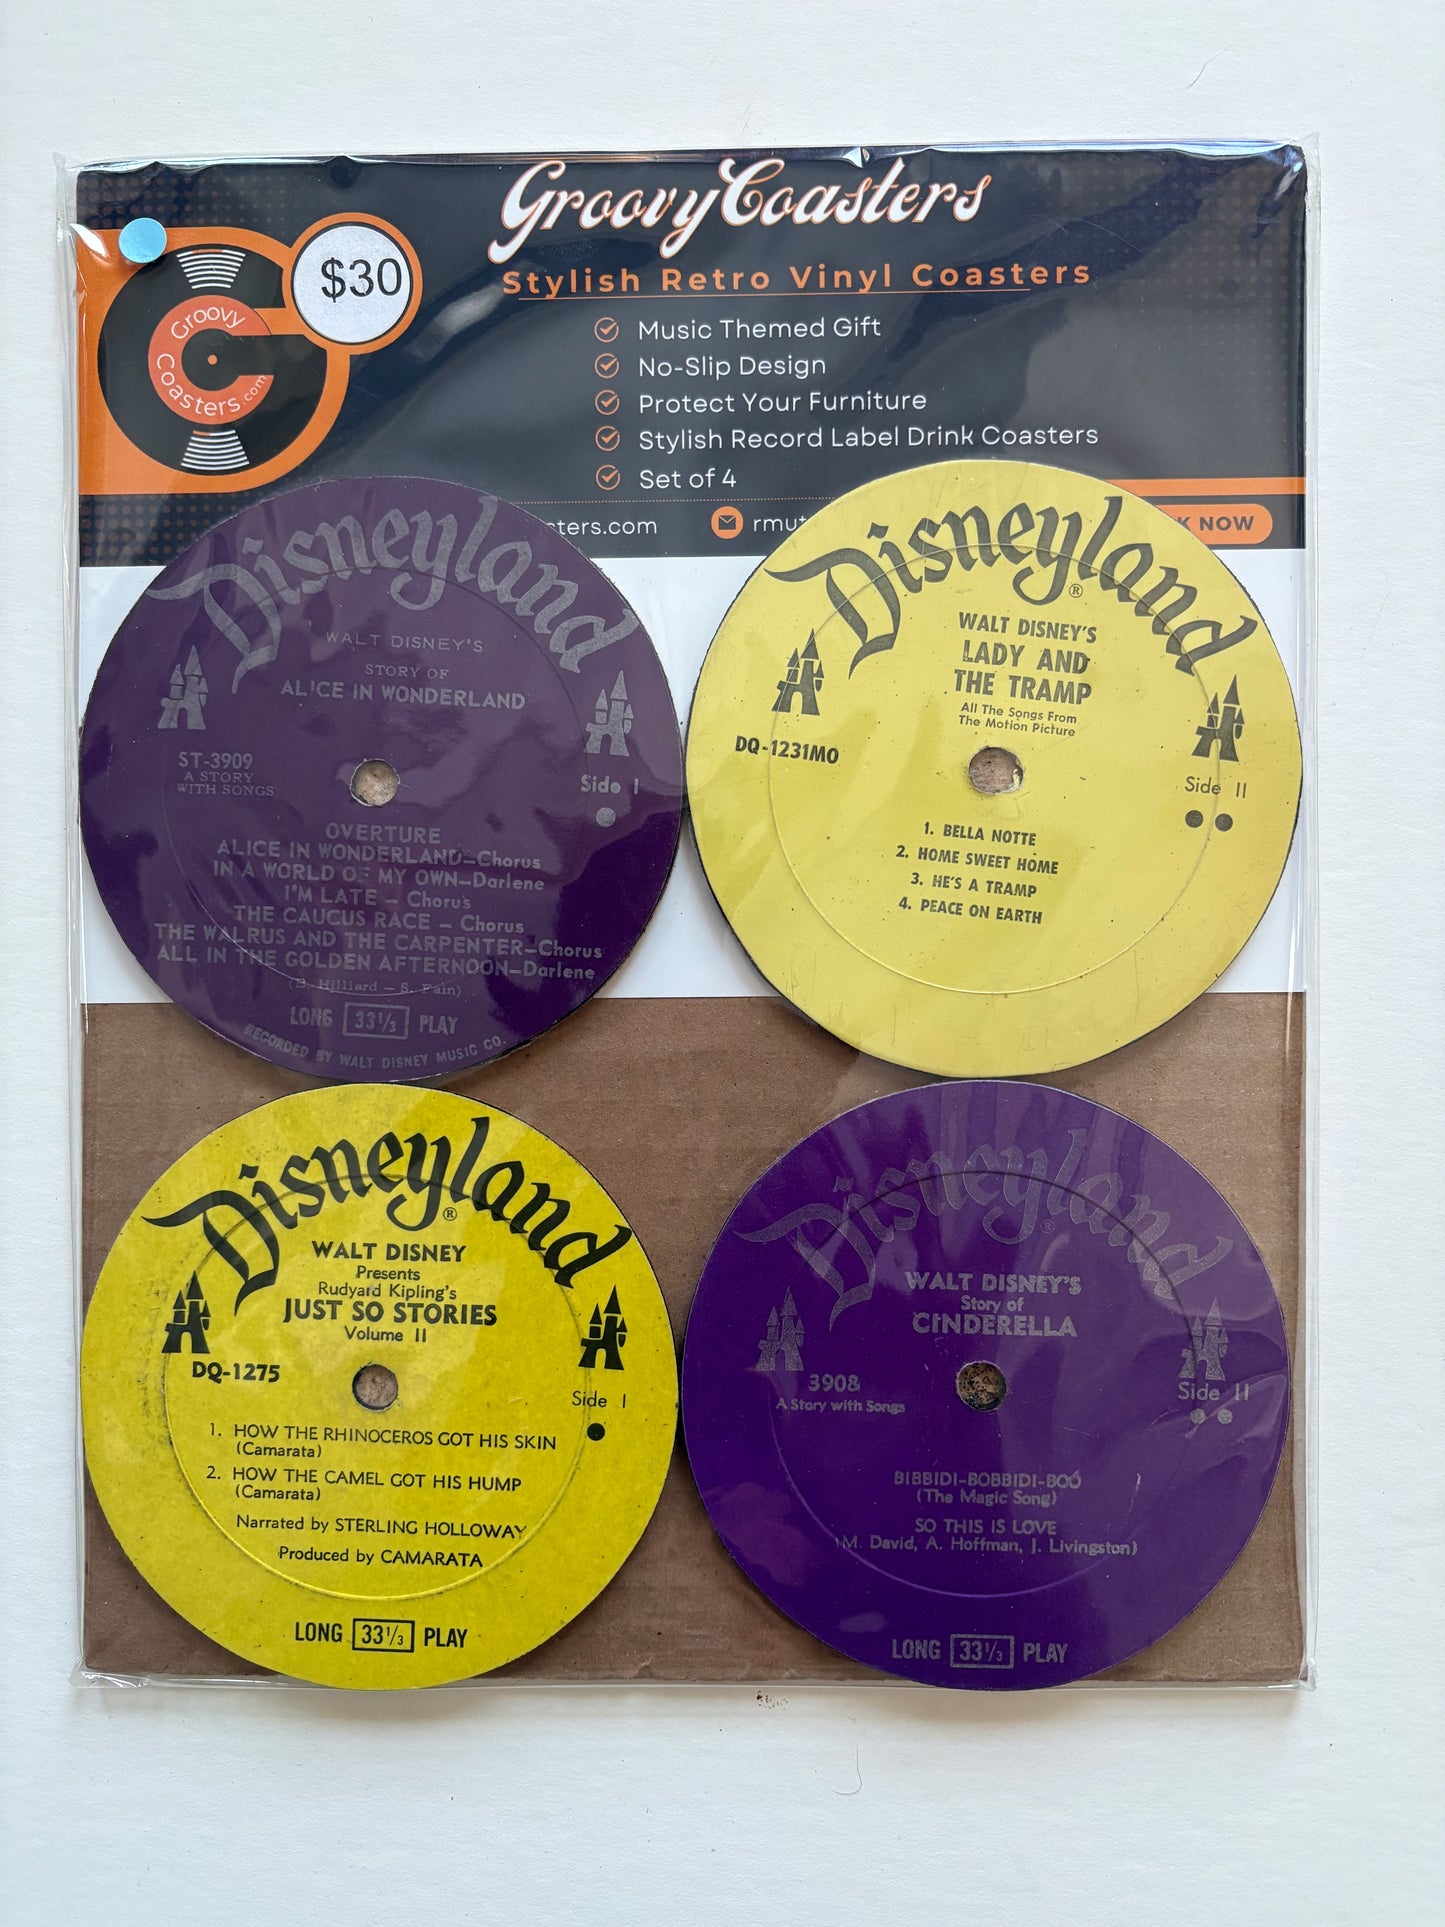 GroovyCoasters
Stylish Retro Vinyl Coasters
$30
Groovy
Coasters.com
Music Themed Gift
No-Slip Design
Protect Your Furniture
Stylish Record Label Drink Coasters
Set of 4
sters.com
rmut
K NOW
Disneyland
WALT DISNEY'S
STORY OF
ALICE IN WONDERLAND
ST-3909
A STORY
WITH SONGS
Side I
OVERTURE
ALICE IN WONDERLAND—Chorus
IN A WORLD OF MY OWN—Darlene
I'M LATE — Chorus
THE CAUCUS RACE — Chorus
THE WALRUS AND THE CARPENTER—Chorus
ALL IN THE GOLDEN AFTERNOON—Darlene
(B. Hilliard — S. Fain)
LONG 33⅓ PLAY
RECORDED BY WALT DISNEY MUSIC CO.
Disneyland®
WALT DISNEY'S
LADY AND
THE TRAMP
All The Songs From
The Motion Picture
DQ-1231MO
Side II
1. BELLA NOTTE
2. HOME SWEET HOME
3. HE'S A TRAMP
4. PEACE ON EARTH
Disneyland®
WALT DISNEY
Presents
Rudyard Kipling's
JUST SO STORIES
Volume II
DQ-1275
Side I
1. HOW THE RHINOCEROS GOT HIS SKIN
(Camarata)
2. HOW THE CAMEL GOT HIS HUMP
(Camarata)
Narrated by STERLING HOLLOWAY
Produced by CAMARATA
LONG 33⅓ PLAY
Disneyland®
WALT DISNEY'S
Story of
CINDERELLA
3908
A Story with Songs
Side II
BIBBIDI-BOBBIDI-BOO
(The Magic Song)
SO THIS IS LOVE
(M. David, A. Hoffman, J. Livingston)
LONG 33⅓ PLAY